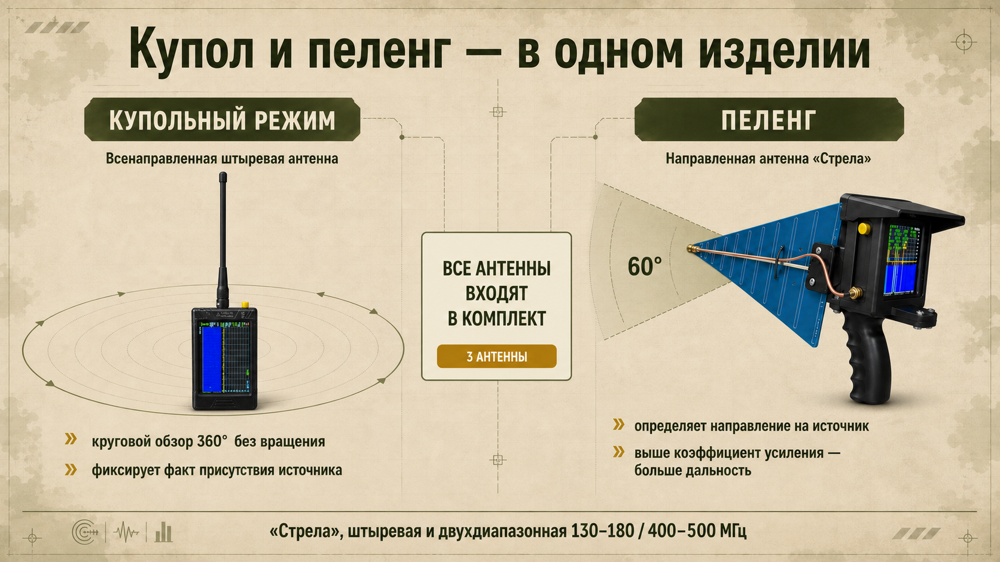 Купол и пеленг — в одном изделии
КУПОЛЬНЫЙ РЕЖИМ
Всенаправленная штыревая антенна
круговой обзор 360° без вращения
фиксирует факт присутствия источника
ВСЕ АНТЕННЫ
ВХОДЯТ
В КОМПЛЕКТ
3 АНТЕННЫ
ПЕЛЕНГ
Направленная антенна «Стрела»
60°
определяет направление на источник
выше коэффициент усиления —
больше дальность
«Стрела», штыревая и двухдиапазонная 130–180 / 400–500 МГц